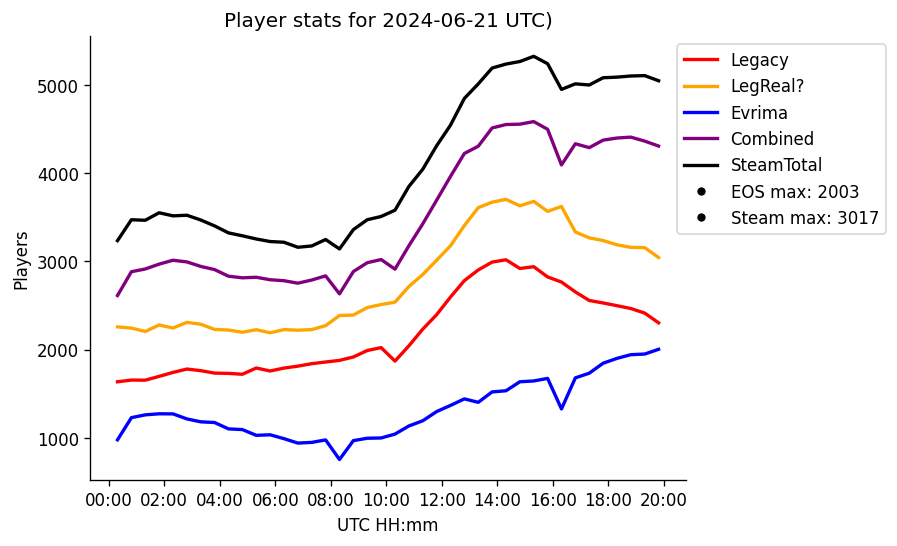 Player stats for 2024-06-21 UTC)
Legacy
LegReal?
Evrima
Combined
SteamTotal
EOS max: 2003
Steam max: 3017
Players
5000
4000
3000
2000
1000
00:00 02:00 04:00 06:00 08:00 10:00 12:00 14:00 16:00 18:00 20:00
UTC HH:mm